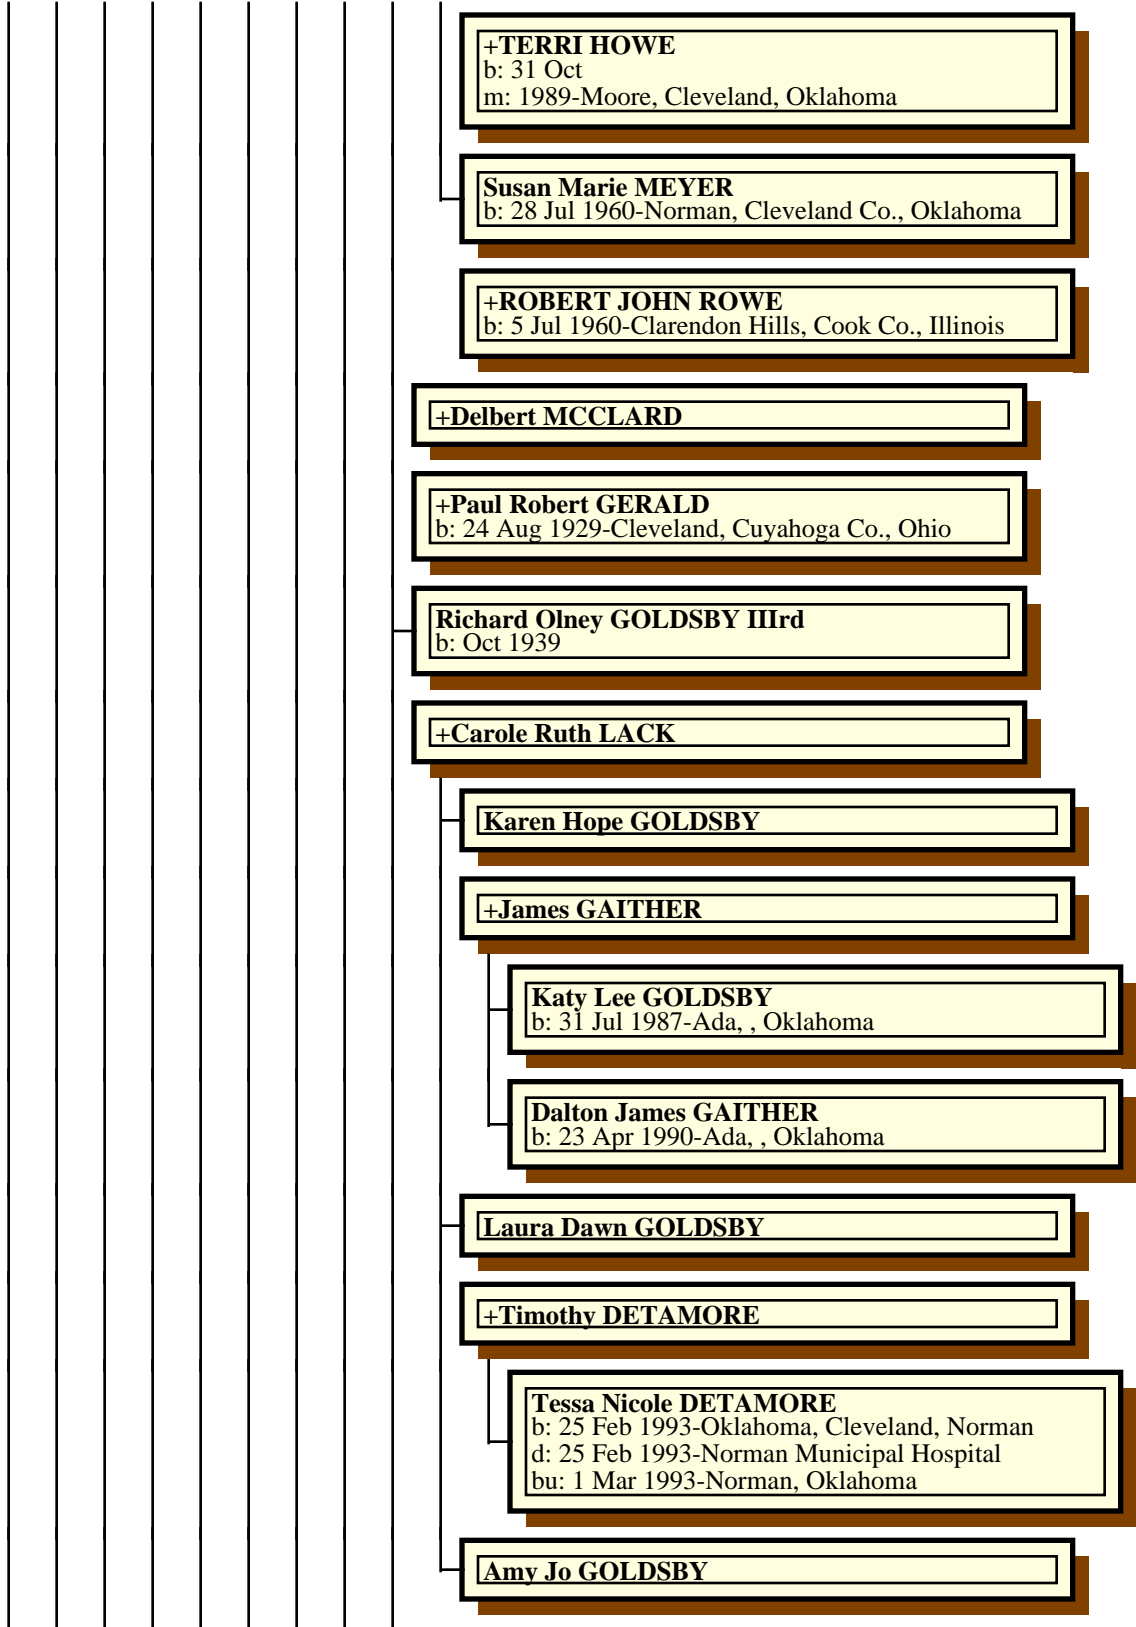 +TERRI HOWE
b: 31 Oct
m: 1989-Moore, Cleveland, Oklahoma
Susan Marie MEYER
b: 28 Jul 1960-Norman, Cleveland Co., Oklahoma
+ROBERT JOHN ROWE
b: 5 Jul 1960-Clarendon Hills, Cook Co., Illinois
+Delbert MCCLARD
+Paul Robert GERALD
b: 24 Aug 1929-Cleveland, Cuyahoga Co., Ohio
Richard Olney GOLDSBY IIIrd
b: Oct 1939
+Carole Ruth LACK
Karen Hope GOLDSBY
+James GAITHER
Katy Lee GOLDSBY
b: 31 Jul 1987-Ada, , Oklahoma
Dalton James GAITHER
b: 23 Apr 1990-Ada, , Oklahoma
Laura Dawn GOLDSBY
+Timothy DETAMORE
Tessa Nicole DETAMORE
b: 25 Feb 1993-Oklahoma, Cleveland, Norman
d: 25 Feb 1993-Norman Municipal Hospital
bu: 1 Mar 1993-Norman, Oklahoma
Amy Jo GOLDSBY